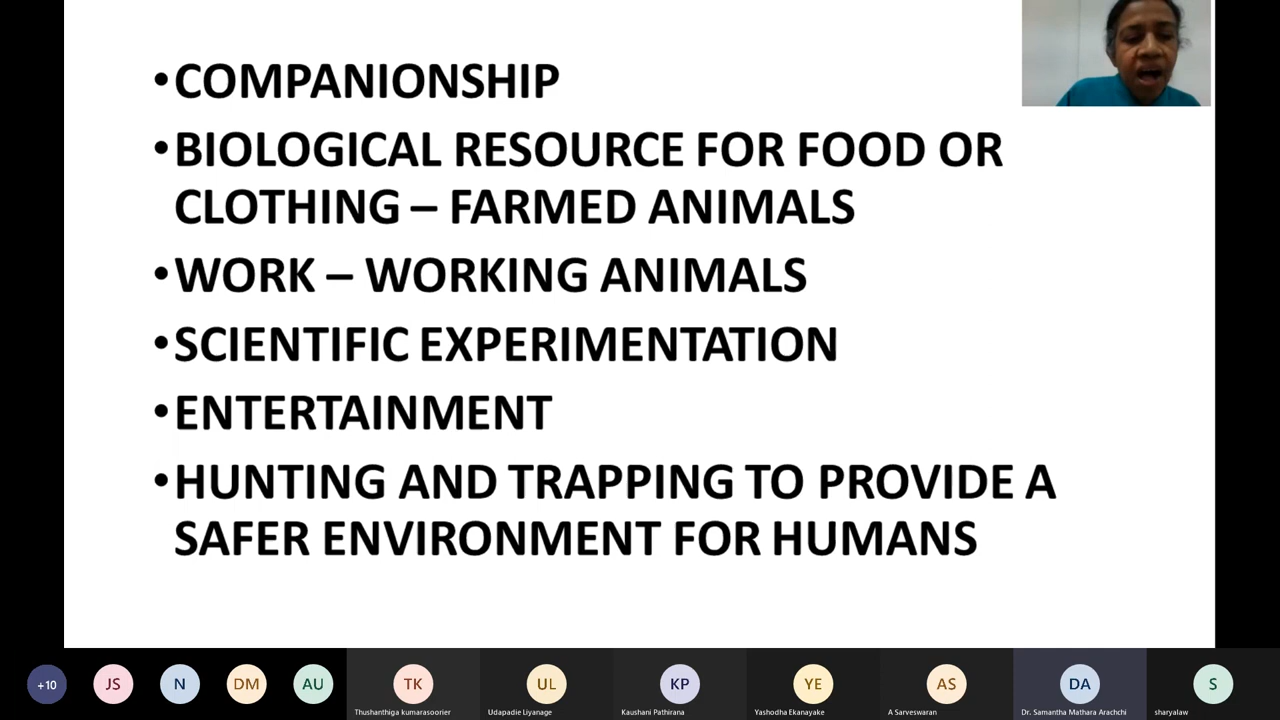 •COMPANIONSHIP
•BIOLOGICAL RESOURCE FOR FOOD OR
CLOTHING – FARMED ANIMALS
•WORK – WORKING ANIMALS
•SCIENTIFIC EXPERIMENTATION
•ENTERTAINMENT
•HUNTING AND TRAPPING TO PROVIDE A
SAFER ENVIRONMENT FOR HUMANS
+10 JS N DM AU TK UL KP YE AS DA S
Thushanthiga kumarasoorier Udapadie Liyanage Kaushani Pathirana Yashodha Ekanayake A Sarveswaran Dr. Samantha Mathara Arachchi sharyalaw